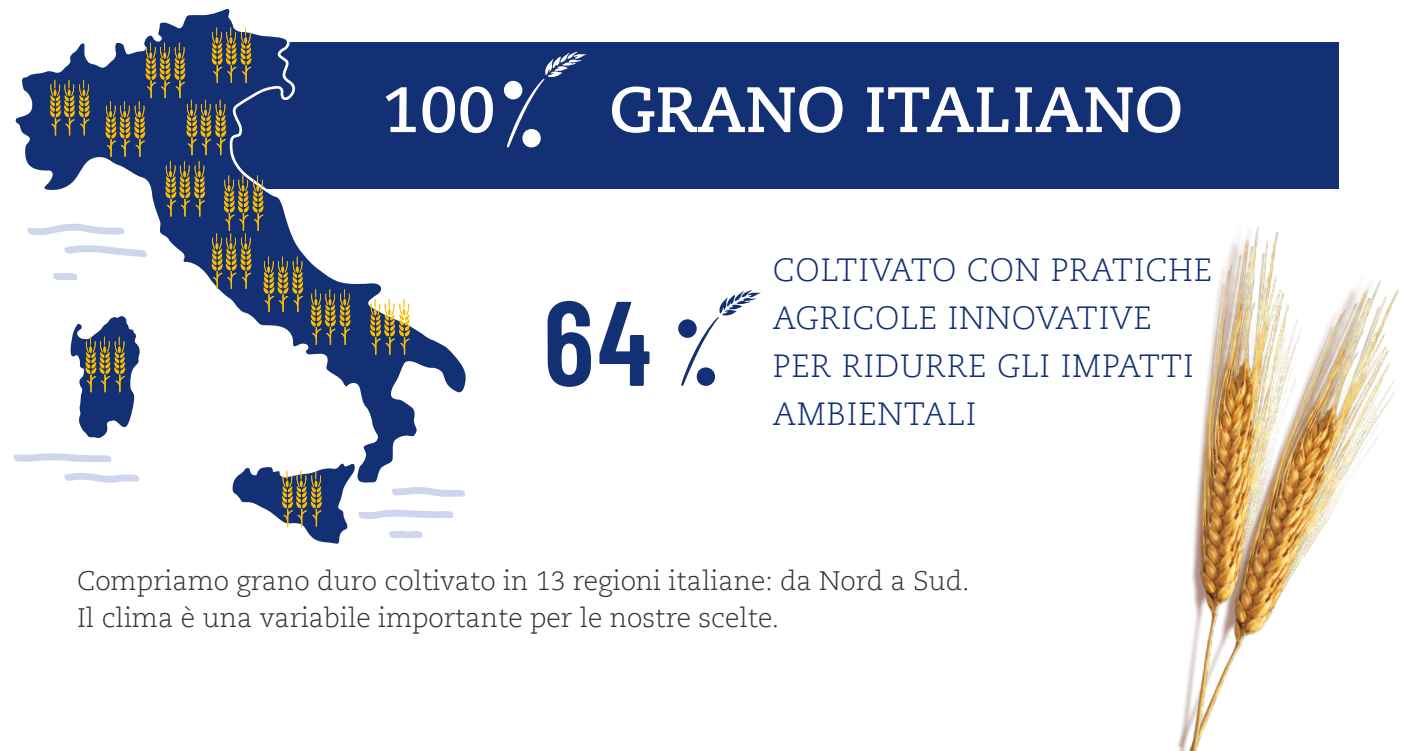 100% GRANO ITALIANO
64%
COLTIVATO CON PRATICHE
AGRICOLE INNOVATIVE
PER RIDURRE GLI IMPATTI
AMBIENTALI
Compriamo grano duro coltivato in 13 regioni italiane: da Nord a Sud.
Il clima è una variabile importante per le nostre scelte.